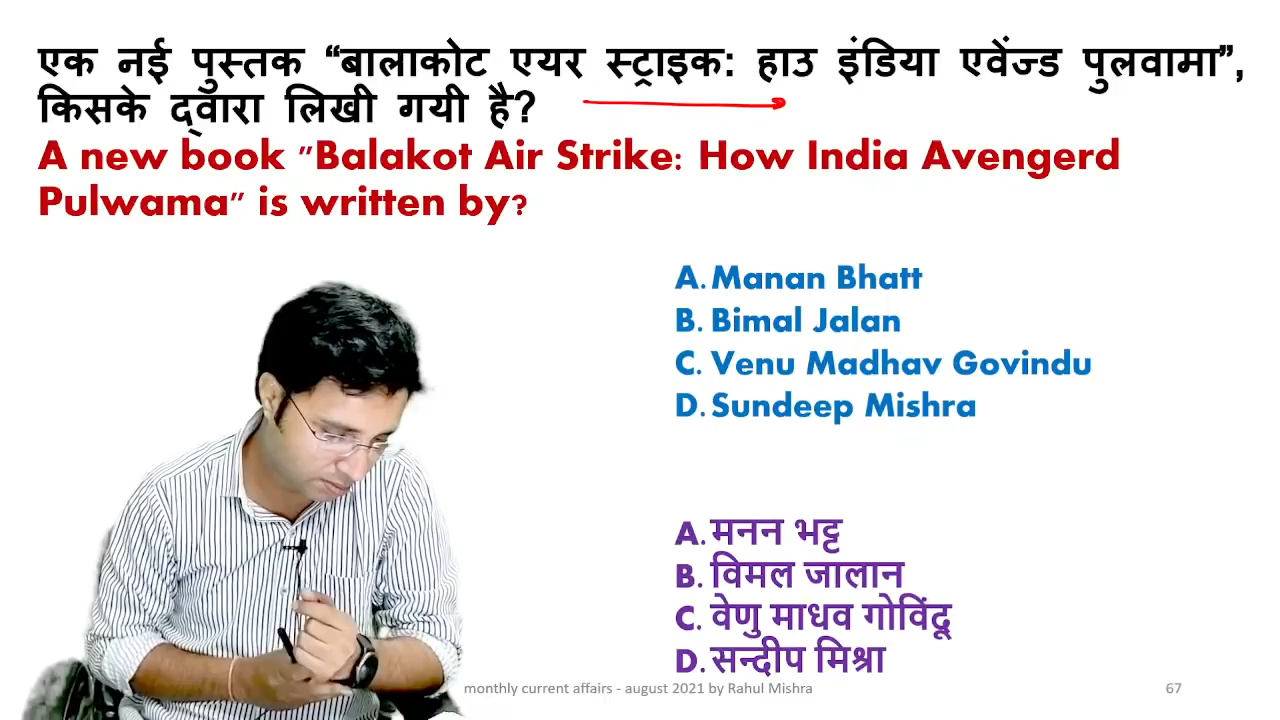 एक नई पुस्तक “बालाकोट एयर स्ट्राइक: हाउ इंडिया एवेंज्ड पुलवामा”,
किसके द्वारा लिखी गयी है?
A new book "Balakot Air Strike: How India Avengerd
Pulwama" is written by?
A. Manan Bhatt
B. Bimal Jalan
C. Venu Madhav Govindu
D. Sundeep Mishra
A. मनन भट्ट
B. विमल जालान
C. वेणु माधव गोविंदू
D. सन्दीप मिश्रा
monthly current affairs - august 2021 by Rahul Mishra
67